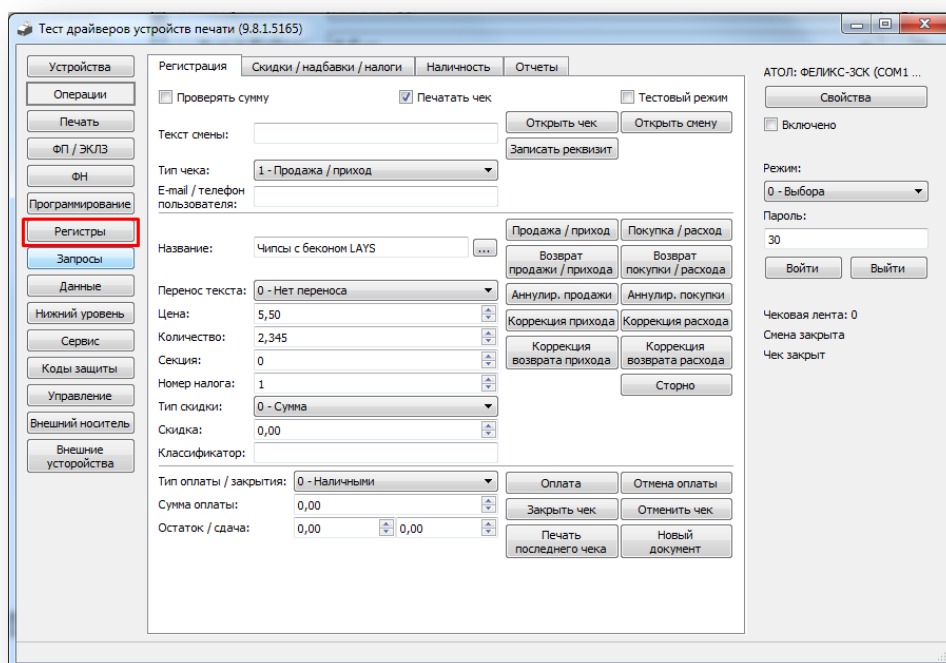 Тест драйверов устройств печати (9.8.1.5165)
Устройства
Операции
Печать
ФП / ЭКЛЗ
ФН
Программирование
Регистры
Запросы
Данные
Нижний уровень
Сервис
Коды защиты
Управление
Внешний носитель
Внешние
усторойства
Регистрация Скидки / надбавки / налоги Наличность Отчеты
Проверять сумму Печатать чек Тестовый режим
Текст смены: Открыть чек Открыть смену
Записать реквизит
Тип чека: 1 - Продажа / приход
E-mail / телефон
пользователя:
Продажа / приход Покупка / расход
Название: Чипсы с беконом LAYS ...
Возврат
продажи / прихода
Возврат
покупки / расхода
Перенос текста: 0 - Нет переноса Аннулир. продажи Аннулир. покупки
Цена: 5,50 Коррекция прихода Коррекция расхода
Количество: 2,345
Коррекция
возврата прихода
Коррекция
возврата расхода
Секция: 0
Номер налога: 1 Сторно
Тип скидки: 0 - Сумма
Скидка: 0,00
Классификатор:
Тип оплаты / закрытия: 0 - Наличными Оплата Отмена оплаты
Сумма оплаты: 0,00 Закрыть чек Отменить чек
Остаток / сдача: 0,00 0,00
Печать
последнего чека
Новый
документ
АТОЛ: ФЕЛИКС-3СК (COM1 ...
Свойства
Включено
Режим:
0 - Выбора
Пароль:
30
Войти Выйти
Чековая лента: 0
Смена закрыта
Чек закрыт